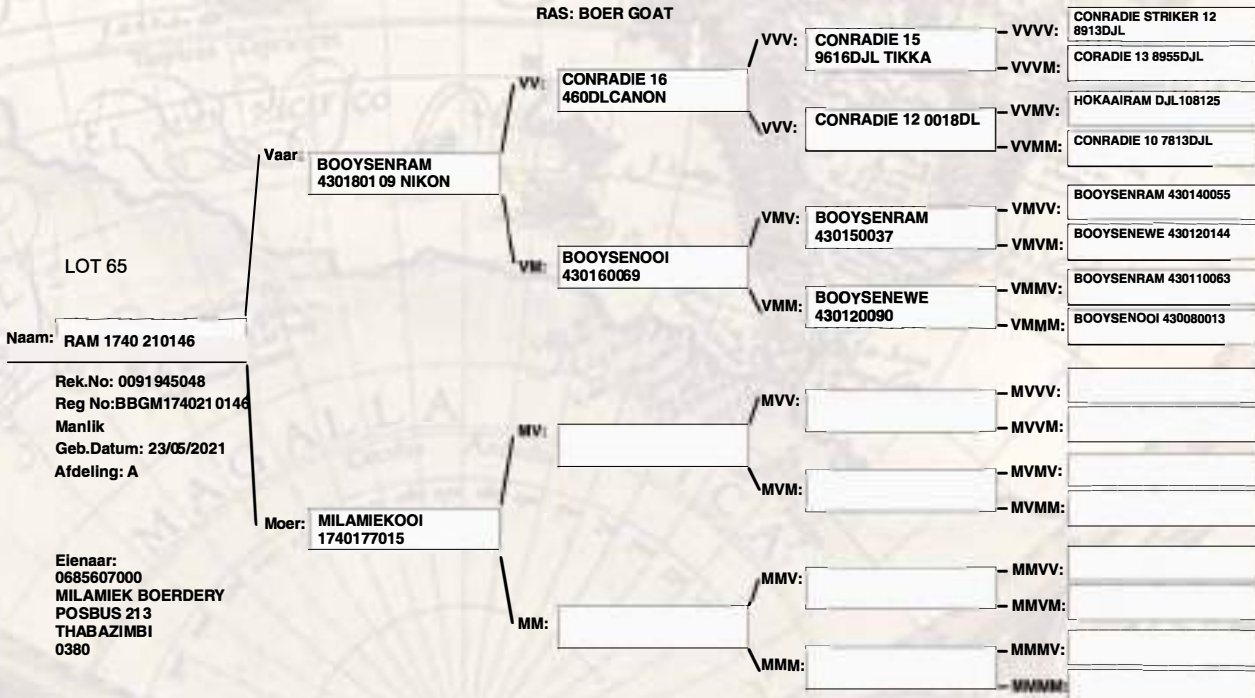 RAS: BOER GOAT
LOT 65
Naam: RAM 1740 210146
Rek.No: 0091945048
Reg No:BBGM1740210146
Manlik
Geb.Datum: 23/05/2021
Afdeling: A
Eienaar:
0685607000
MILAMIEK BOERDERY
POSBUS 213
THABAZIMBI
0380
Vaar:
BOOYSENRAM
430180109 NIKON
Moer:
MILAMIEKOOI
1740177015
VV:
CONRADIE 16
460DLCANON
VM:
BOOYSENOOI
430160069
MV:
MM:
VVV:
CONRADIE 15
9616DJL TIKKA
VVV:
CONRADIE 12 0018DL
VMV:
BOOYSENRAM
430150037
VMM:
BOOYSENEWE
430120090
MVV:
MVM:
MMV:
MMM:
VVVV:
CONRADIE STRIKER 12
8913DJL
VVVM:
CORADIE 13 8955DJL
VVMV:
HOKAAIRAM DJL108125
VVMM:
CONRADIE 10 7813DJL
VMVV:
BOOYSENRAM 430140055
VMVM:
BOOYSENEWE 430120144
VMMV:
BOOYSENRAM 430110063
VMMM:
BOOYSENOOI 430080013
MVVV:
MVVM:
MVMV:
MVMM:
MMVV:
MMVM:
MMMV:
MMMM: